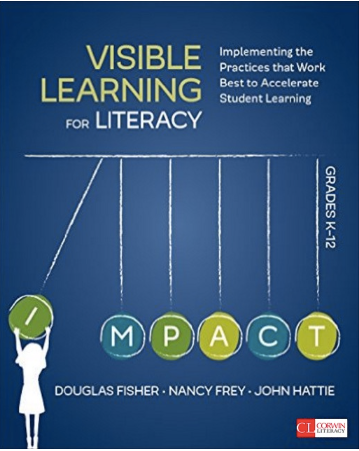 VISIBLE
LEARNING
FOR LITERACY
Implementing the
Practices that Work
Best to Accelerate
Student Learning
GRADES K–12
I M P A C T
DOUGLAS FISHER · NANCY FREY · JOHN HATTIE
CL CORWIN
LITERACY